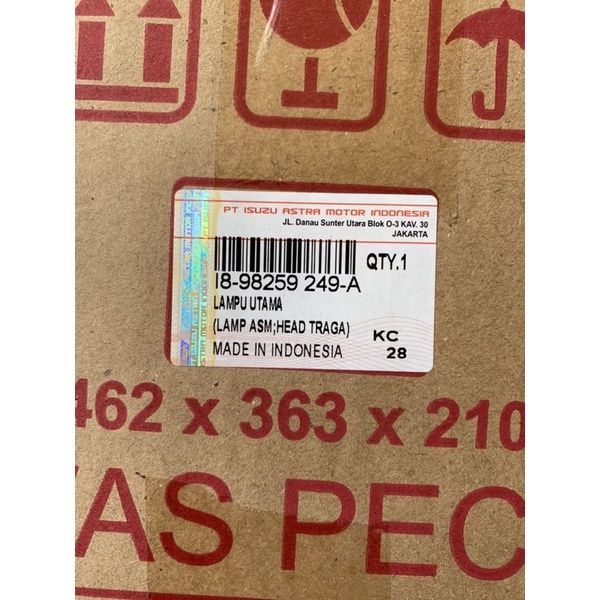 PT ISUZU ASTRA MOTOR INDONESIA
JL. Danau Sunter Utara Blok O-3 KAV. 30
JAKARTA
QTY.1
I8-98259 249-A
LAMPU UTAMA
(LAMP ASM;HEAD TRAGA)
KC
MADE IN INDONESIA
28
462 x 363 x 210
AS PEC